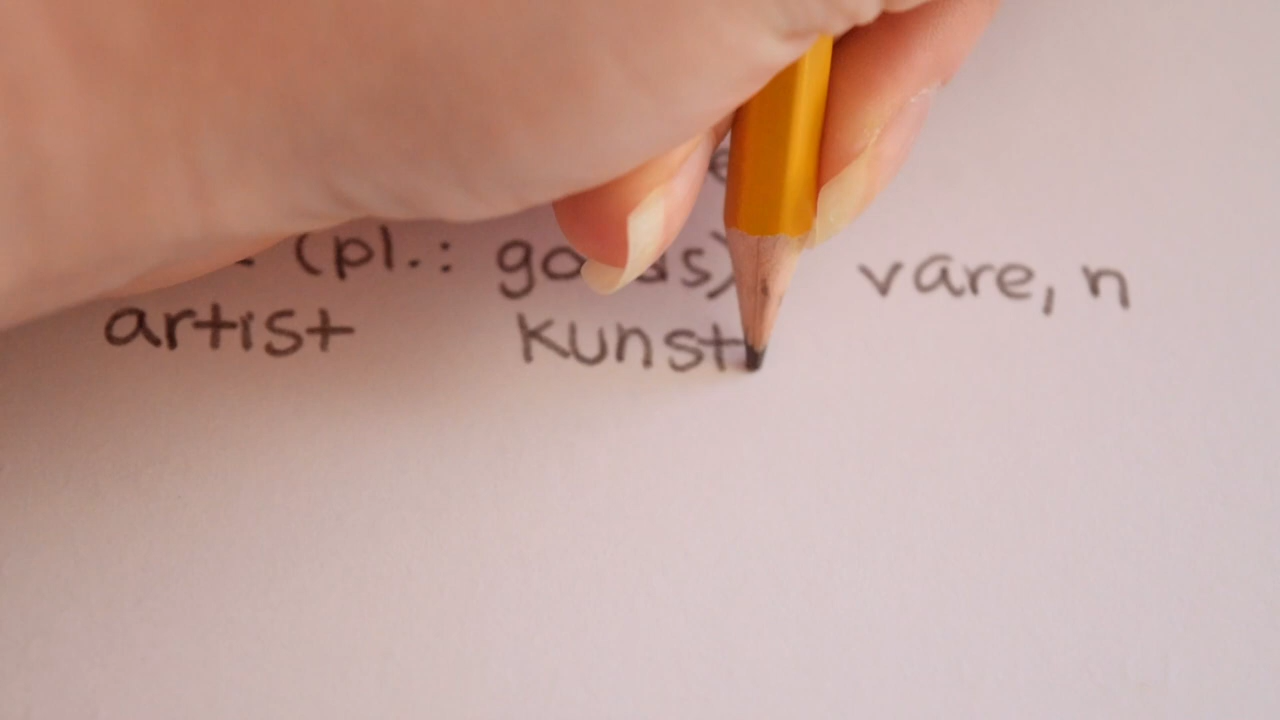 (pl.: goods) vare, n
artist kunst